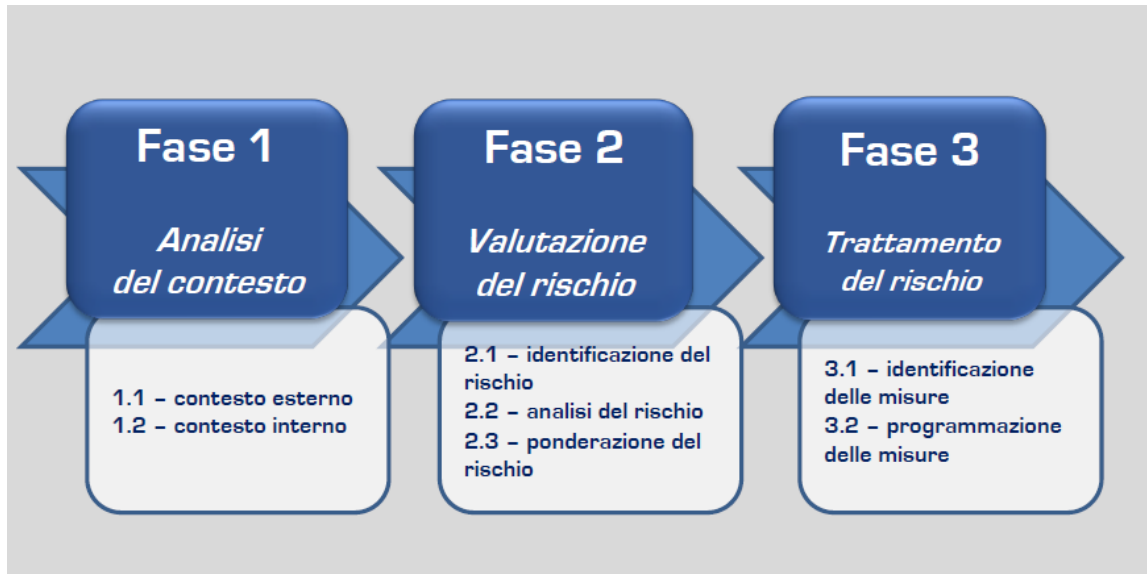 Fase 1
Analisi
del contesto
1.1 – contesto esterno
1.2 – contesto interno
Fase 2
Valutazione
del rischio
2.1 – identificazione del
rischio
2.2 – analisi del rischio
2.3 – ponderazione del
rischio
Fase 3
Trattamento
del rischio
3.1 – identificazione
delle misure
3.2 – programmazione
delle misure